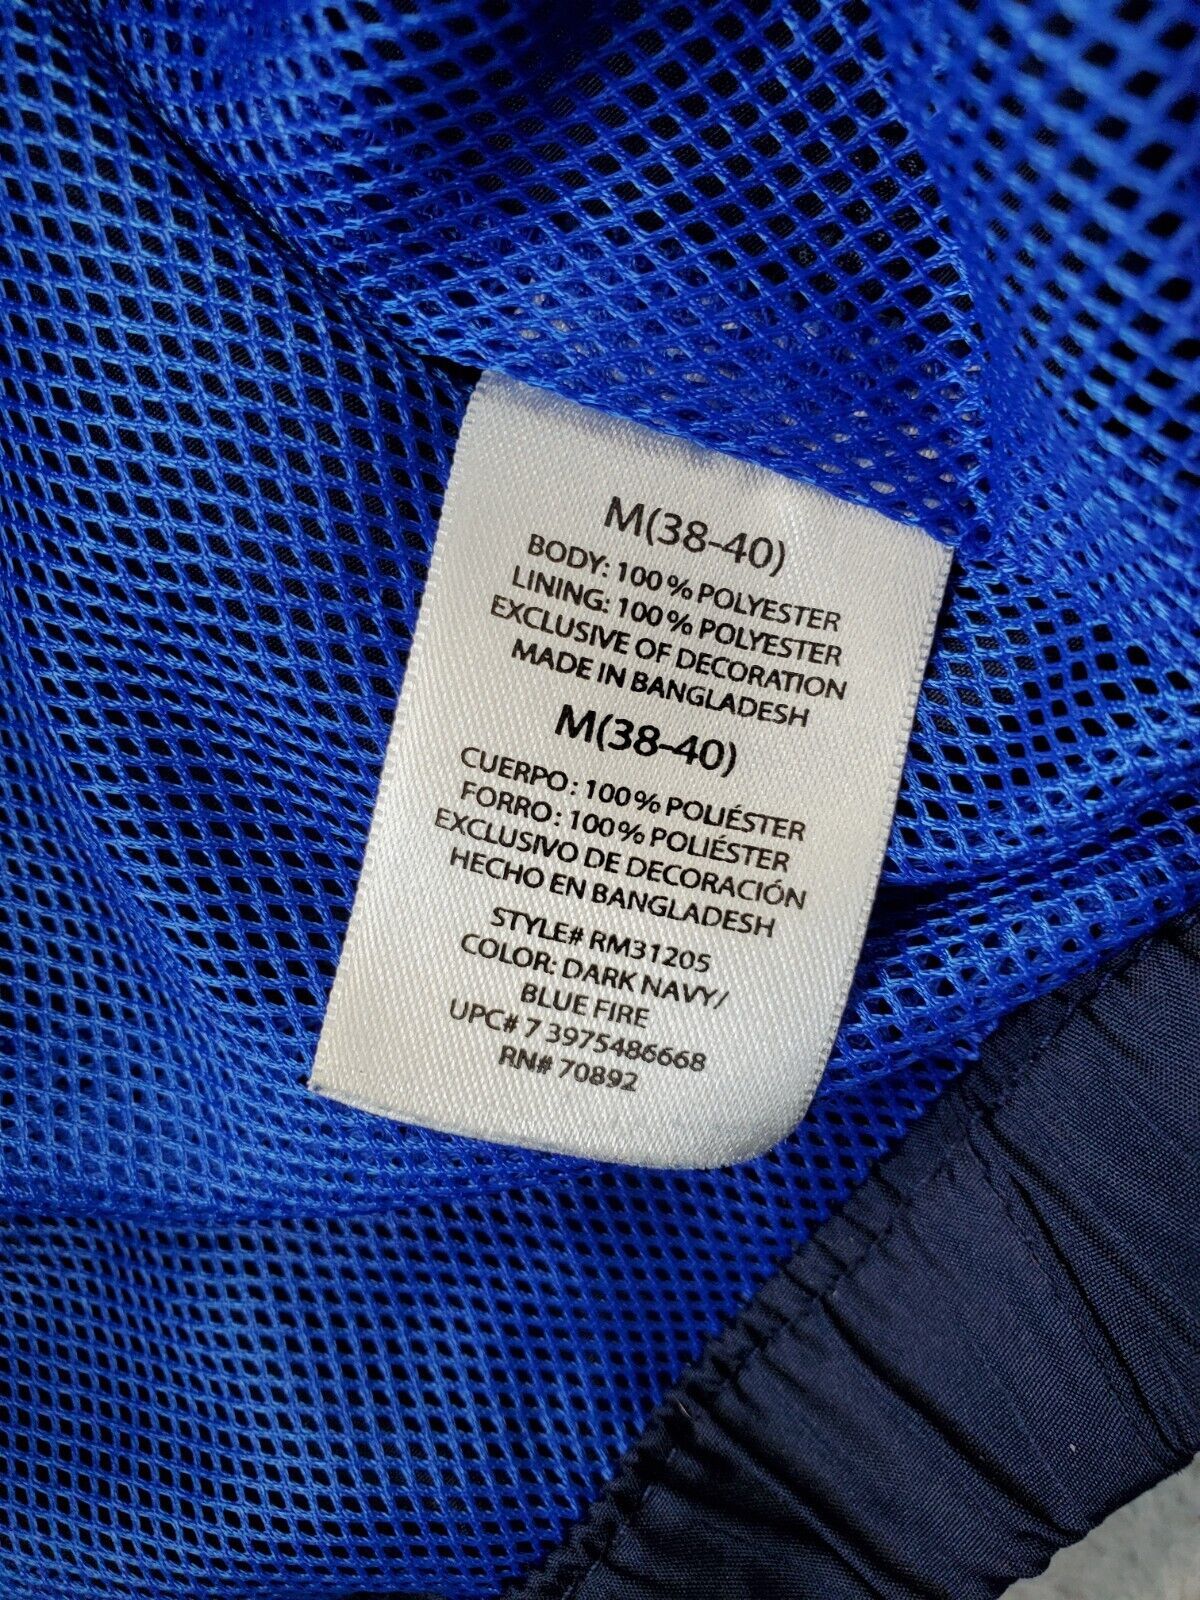 M(38-40)
BODY: 100% POLYESTER
LINING: 100% POLYESTER
EXCLUSIVE OF DECORATION
MADE IN BANGLADESH
M(38-40)
CUERPO: 100% POLIÉSTER
FORRO: 100% POLIÉSTER
EXCLUSIVO DE DECORACIÓN
HECHO EN BANGLADESH
STYLE# RM31205
COLOR: DARK NAVY/
BLUE FIRE
UPC# 7 3975486668
RN# 70892